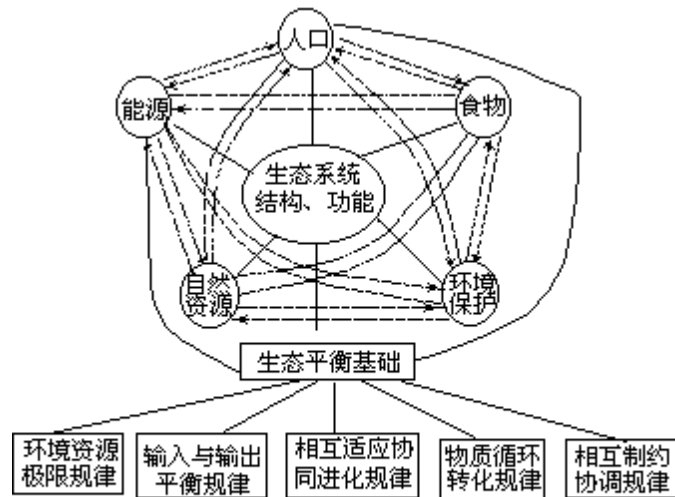 人口
能源
食物
生态系统
结构、功能
自然
资源
环境
保护
生态平衡基础
环境资源
极限规律
输入与输出
平衡规律
相互适应协
同进化规律
物质循环
转化规律
相互制约
协调规律